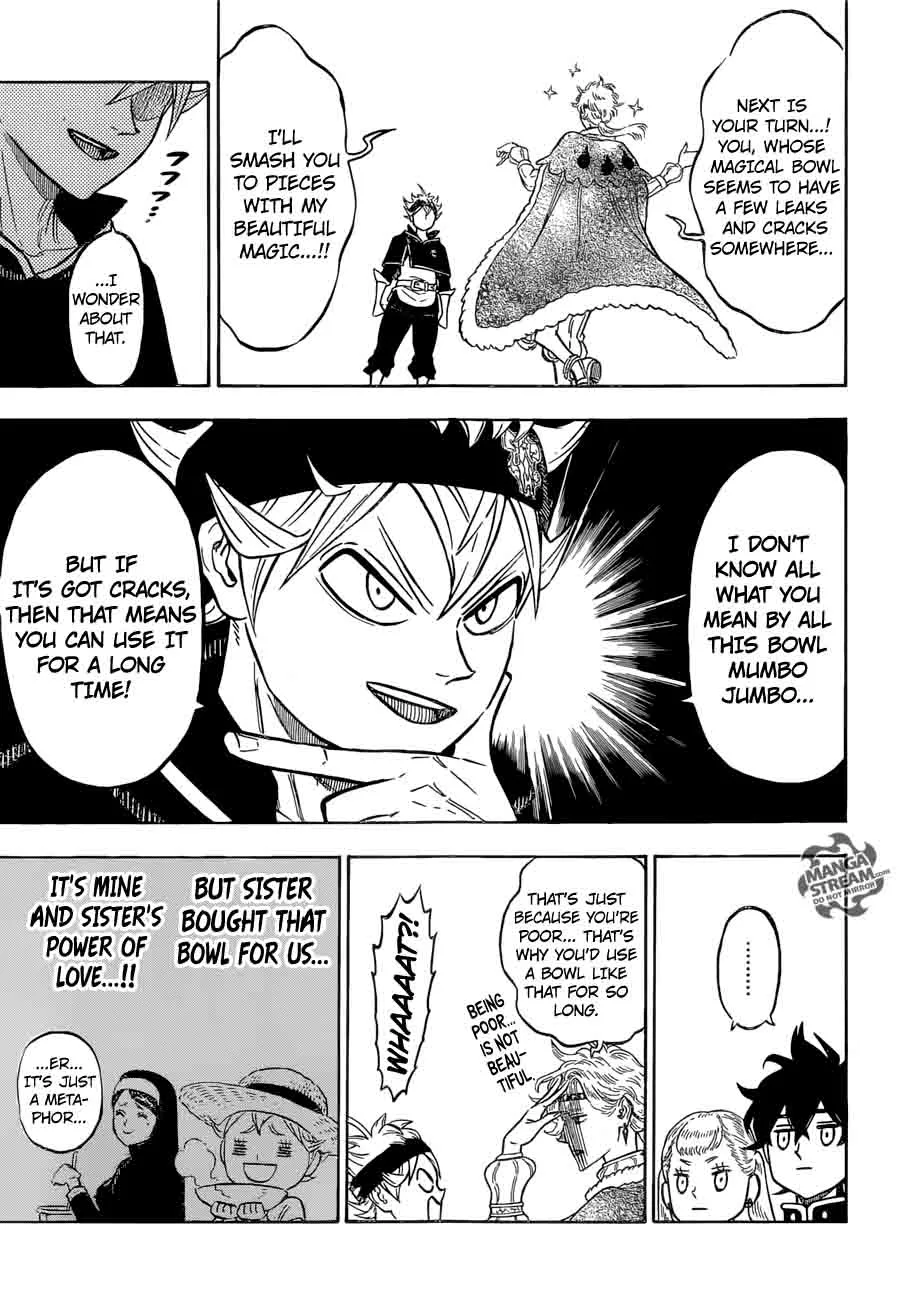 NEXT IS
YOUR TURN...!
YOU, WHOSE
MAGICAL BOWL
SEEMS TO HAVE
A FEW LEAKS
AND CRACKS
SOMEWHERE...
I'LL
SMASH YOU
TO PIECES
WITH MY
BEAUTIFUL
MAGIC...!!
...I
WONDER
ABOUT
THAT.
I DON'T
KNOW ALL
WHAT YOU
MEAN BY ALL
THIS BOWL
MUMBO
JUMBO...
BUT IF
IT'S GOT CRACKS,
THEN THAT MEANS
YOU CAN USE IT
FOR A LONG
TIME!
MANGA
STREAM.COM
DO NOT MIRROR!
.........
THAT'S JUST
BECAUSE YOU'RE
POOR... THAT'S
WHY YOU'D USE
A BOWL LIKE
THAT FOR SO
LONG.
BEING
POOR...
IS NOT
BEAU-
TIFUL
WHAAAAT?!
BUT SISTER
BOUGHT THAT
BOWL FOR US...
IT'S MINE
AND SISTER'S
POWER OF
LOVE...!!
...ER...
IT'S JUST
A META-
PHOR...